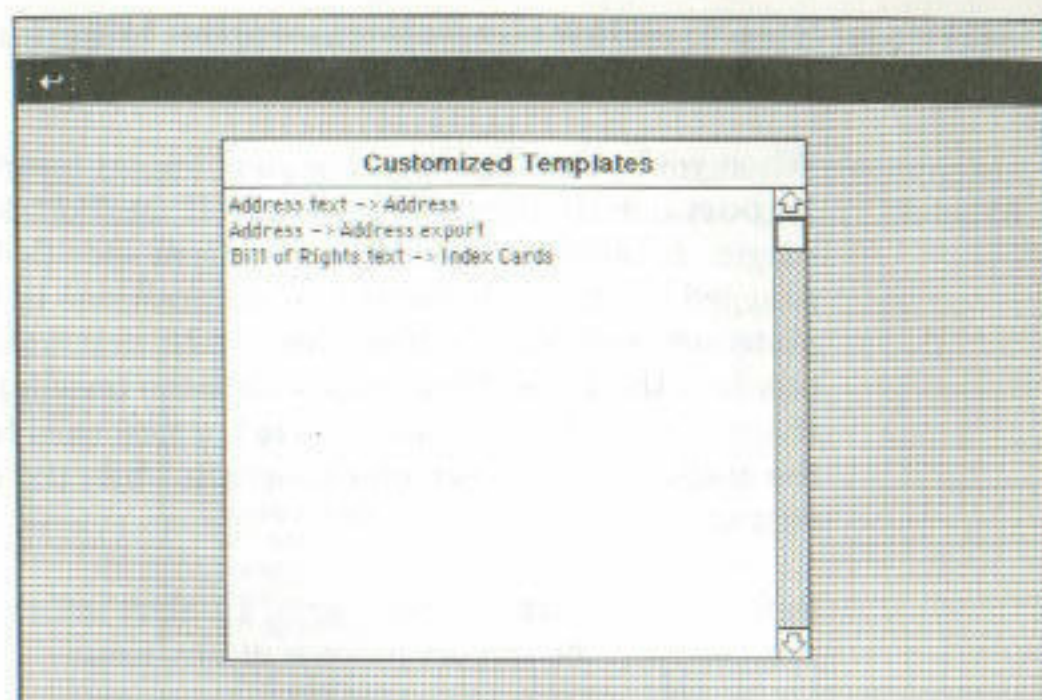 Customized Templates
Address.text -> Address
Address -> Address.export
Bill of Rights.text -> Index Cards